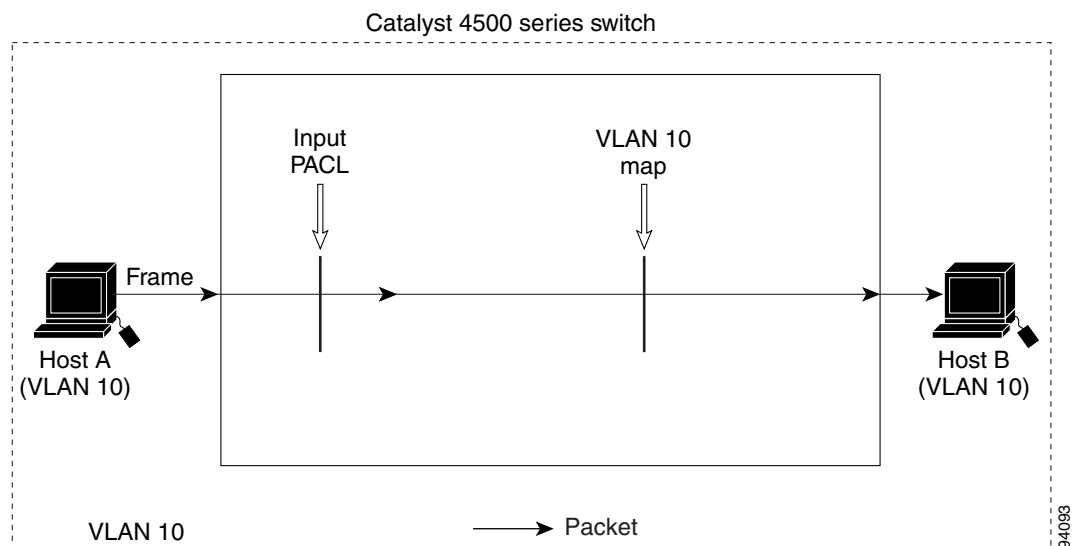 Catalyst 4500 series switch
Input
PACL
VLAN 10
map
Frame
Host A
(VLAN 10)
Host B
(VLAN 10)
VLAN 10
Packet
94093